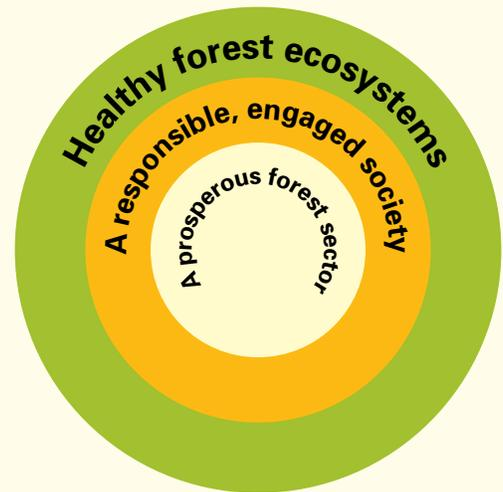 Healthy forest ecosystems
A responsible, engaged society
A prosperous forest sector